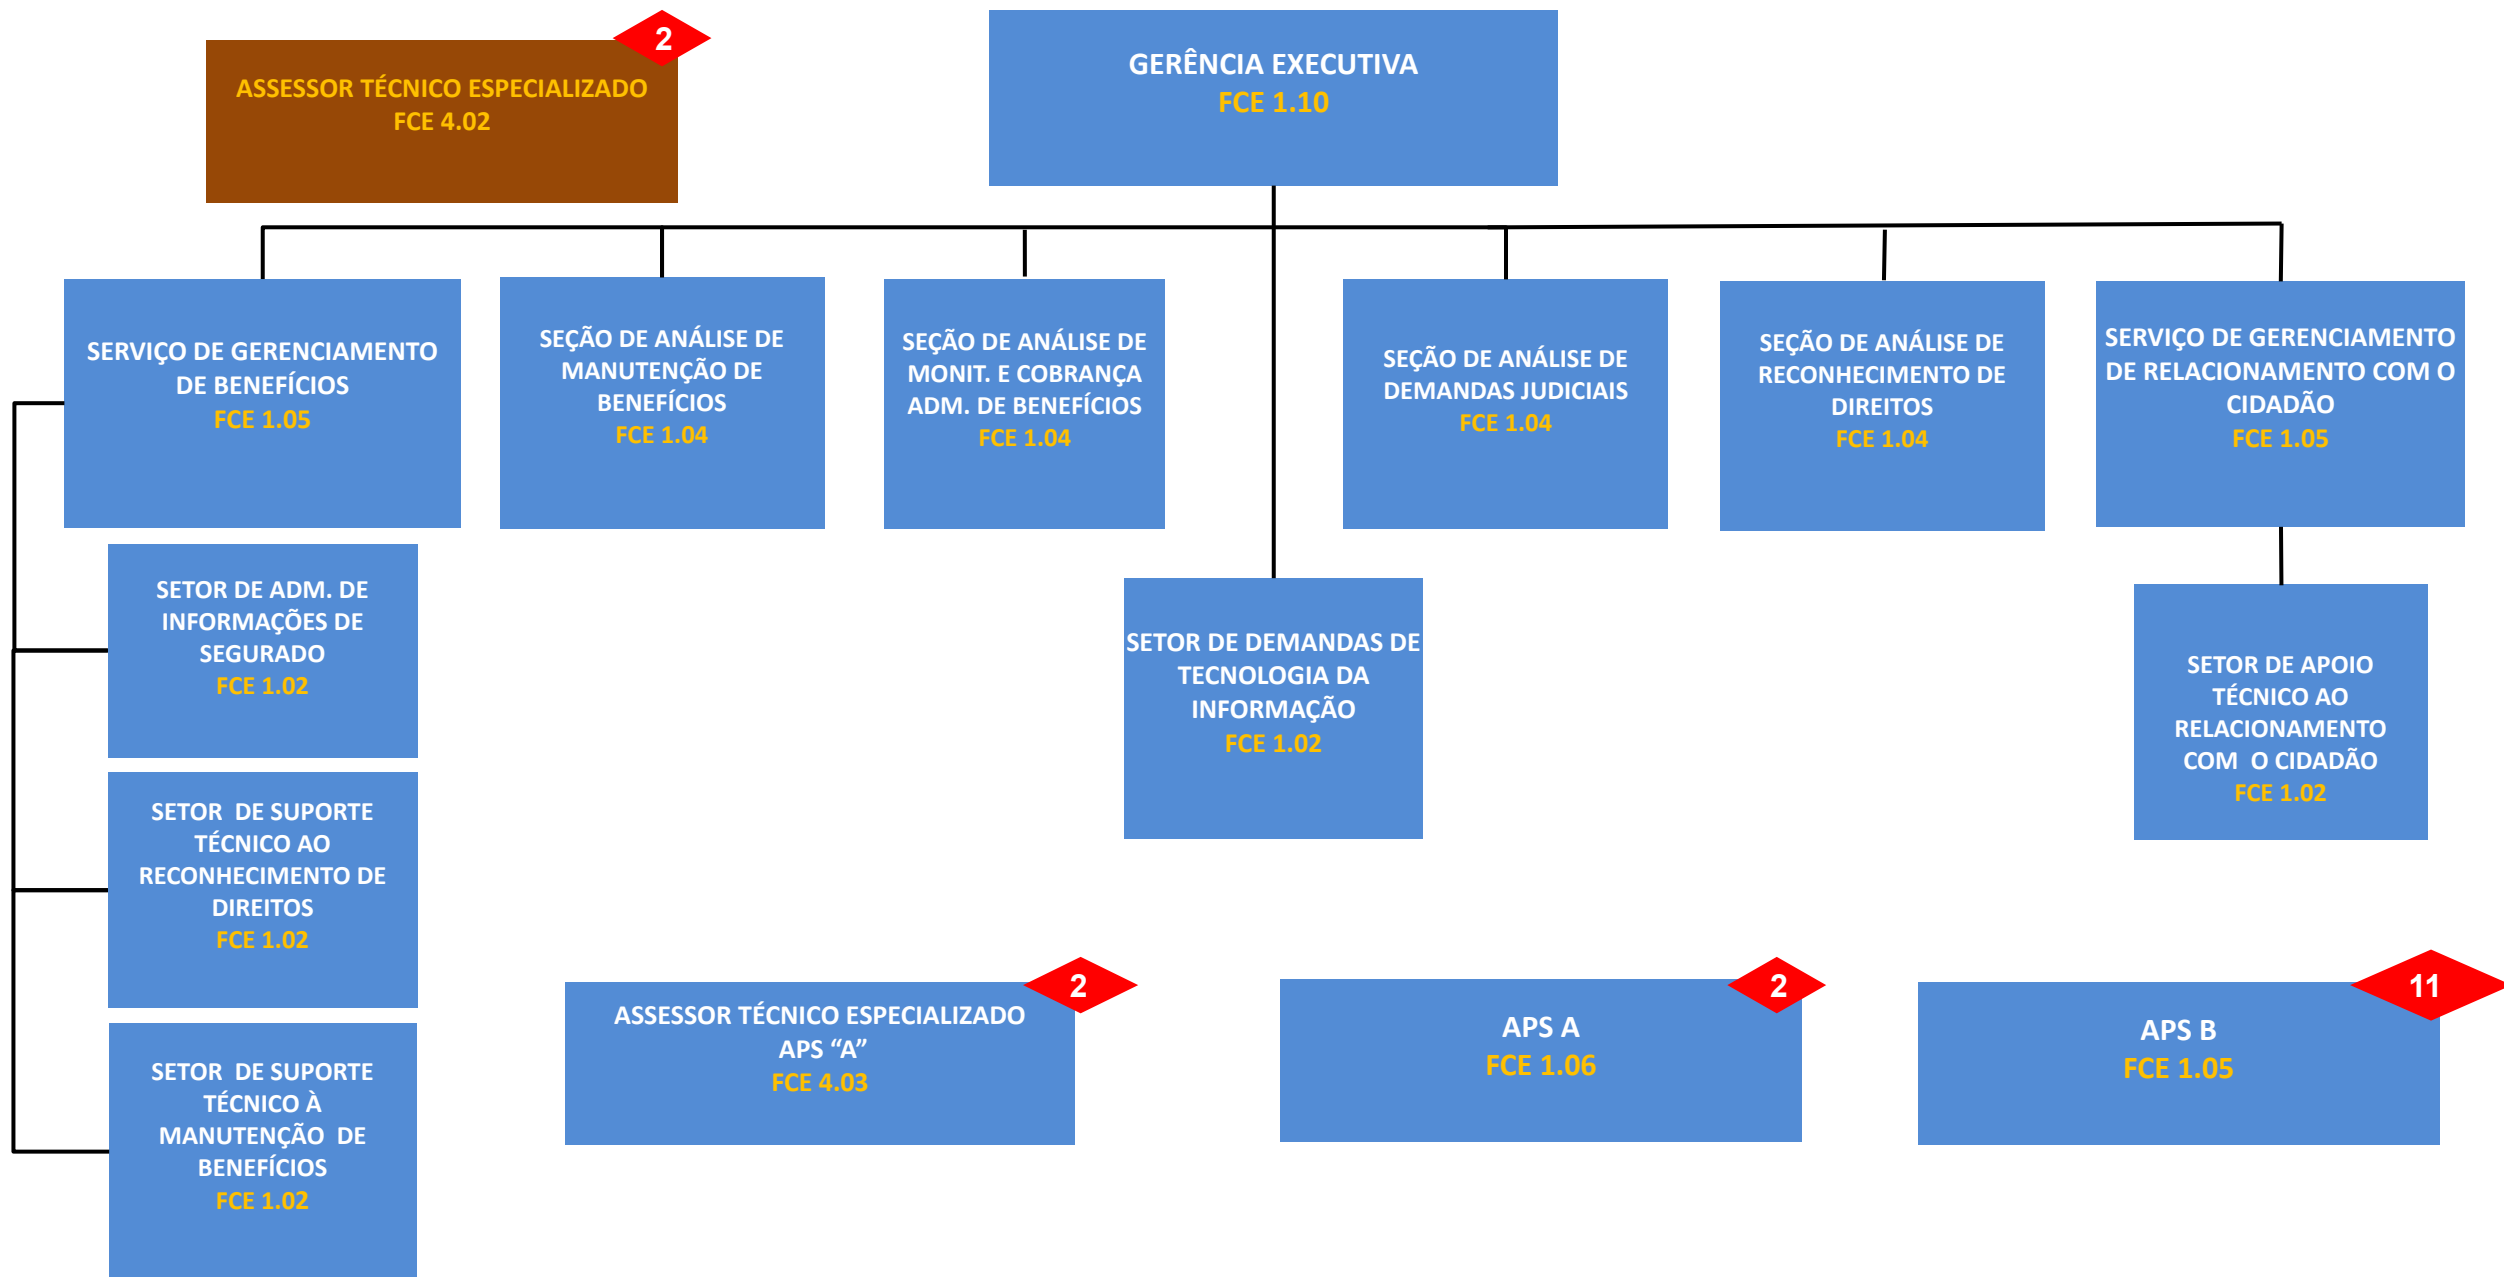 2
ASSESSOR TÉCNICO ESPECIALIZADO
FCE 4.02
GERÊNCIA EXECUTIVA
FCE 1.10
SERVIÇO DE GERENCIAMENTO
DE BENEFÍCIOS
FCE 1.05
SEÇÃO DE ANÁLISE DE
MANUTENÇÃO DE
BENEFÍCIOS
FCE 1.04
SEÇÃO DE ANÁLISE DE
MONIT. E COBRANÇA
ADM. DE BENEFÍCIOS
FCE 1.04
SEÇÃO DE ANÁLISE DE
DEMANDAS JUDICIAIS
FCE 1.04
SEÇÃO DE ANÁLISE DE
RECONHECIMENTO DE
DIREITOS
FCE 1.04
SERVIÇO DE GERENCIAMENTO
DE RELACIONAMENTO COM O
CIDADÃO
FCE 1.05
SETOR DE ADM. DE
INFORMAÇÕES DE
SEGURADO
FCE 1.02
SETOR DE DEMANDAS DE
TECNOLOGIA DA
INFORMAÇÃO
FCE 1.02
SETOR DE APOIO
TÉCNICO AO
RELACIONAMENTO
COM  O CIDADÃO
FCE 1.02
SETOR  DE SUPORTE
TÉCNICO AO
RECONHECIMENTO DE
DIREITOS
FCE 1.02
SETOR  DE SUPORTE
TÉCNICO À
MANUTENÇÃO  DE
BENEFÍCIOS
FCE 1.02
2
ASSESSOR TÉCNICO ESPECIALIZADO
APS “A”
FCE 4.03
2
APS A
FCE 1.06
11
APS B
FCE 1.05